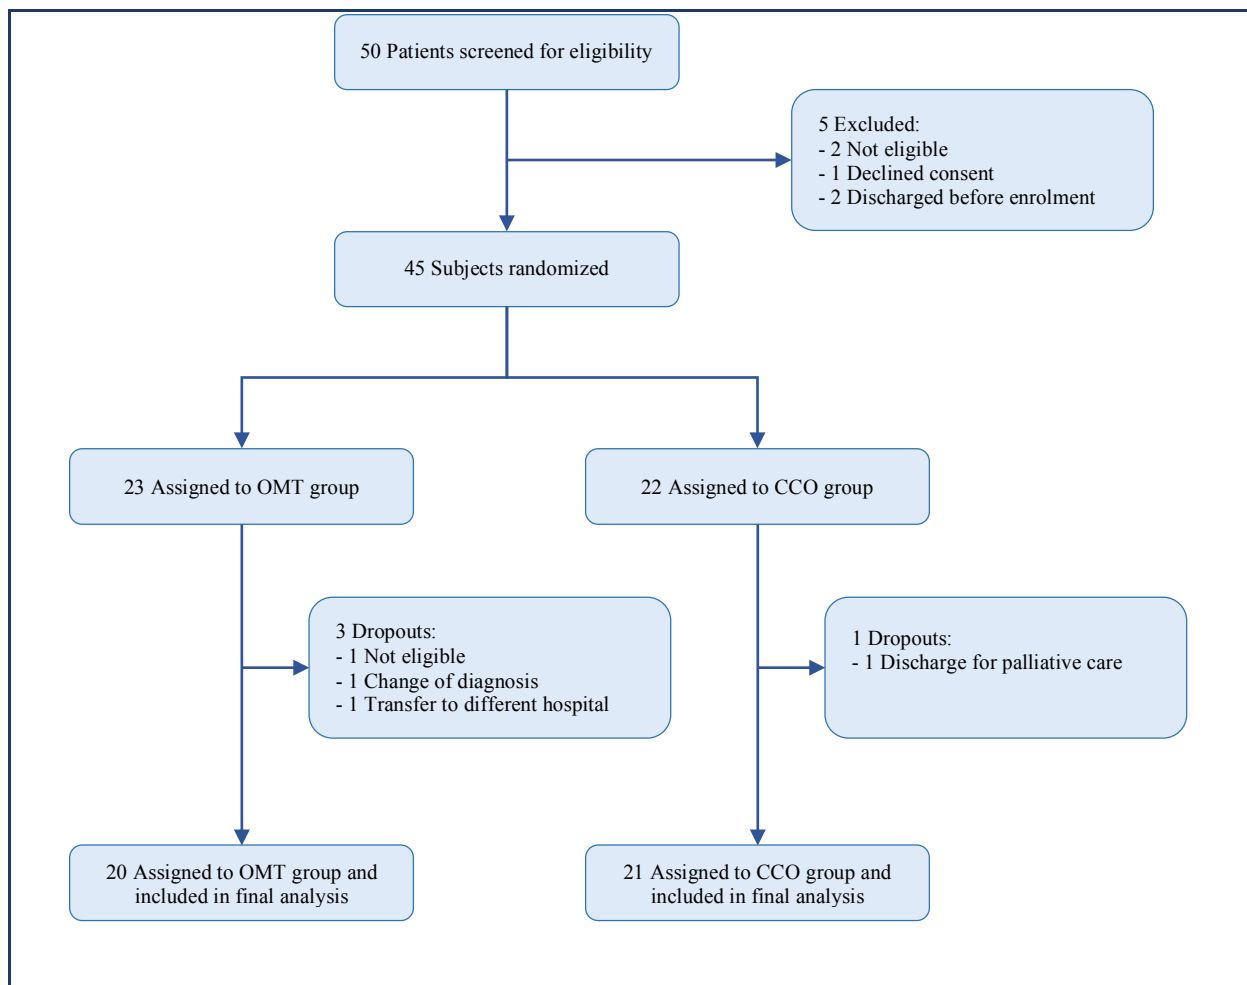 50 Patients screened for eligibility
5 Excluded:
- 2 Not eligible
- 1 Declined consent
- 2 Discharged before enrolment
45 Subjects randomized
23 Assigned to OMT group
22 Assigned to CCO group
3 Dropouts:
- 1 Not eligible
- 1 Change of diagnosis
- 1 Transfer to different hospital
1 Dropouts:
- 1 Discharge for palliative care
20 Assigned to OMT group and
included in final analysis
21 Assigned to CCO group and
included in final analysis